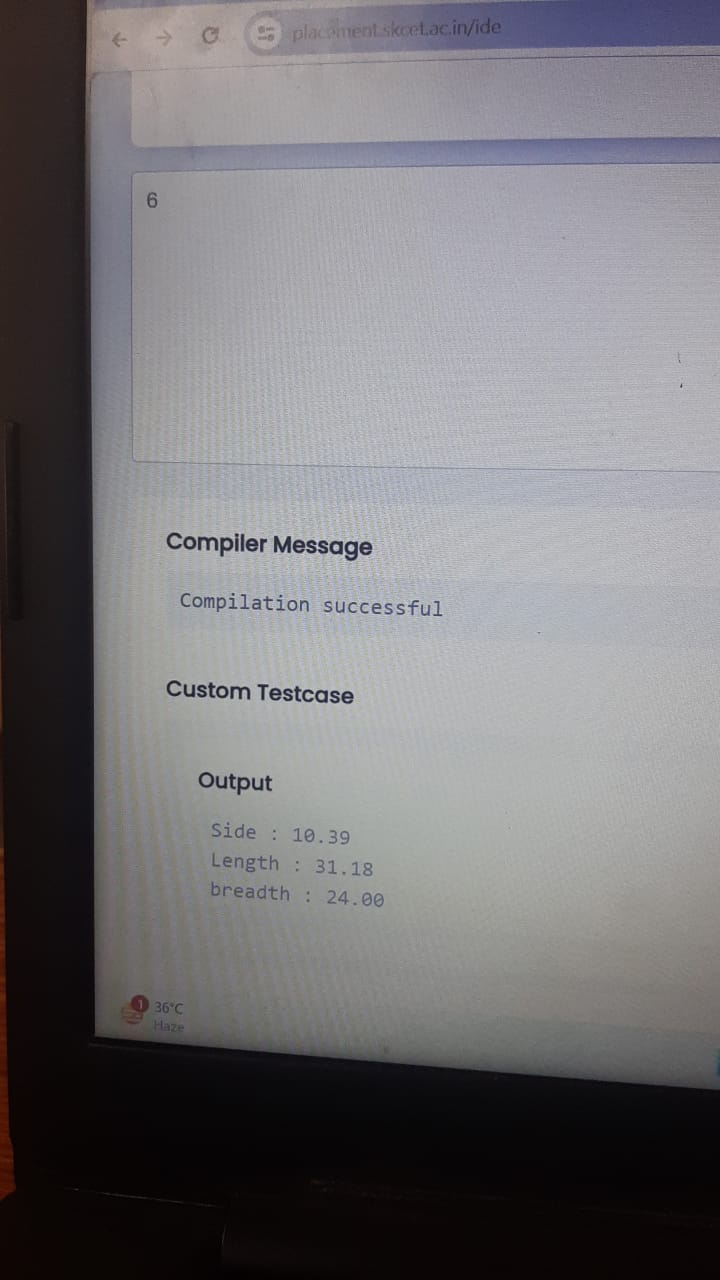 placement.skcet.ac.in/ide
6
Compiler Message
Compilation successful
Custom Testcase
Output
Side : 10.39
Length : 31.18
breadth : 24.00
1
36°C
Haze